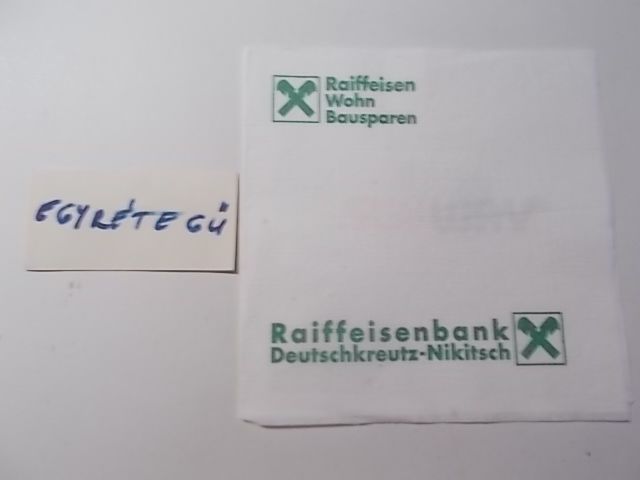 Raiffeisen
Wohn
Bausparen
EGYRÉTEGŰ
Raiffeisenbank
Deutschkreutz-Nikitsch